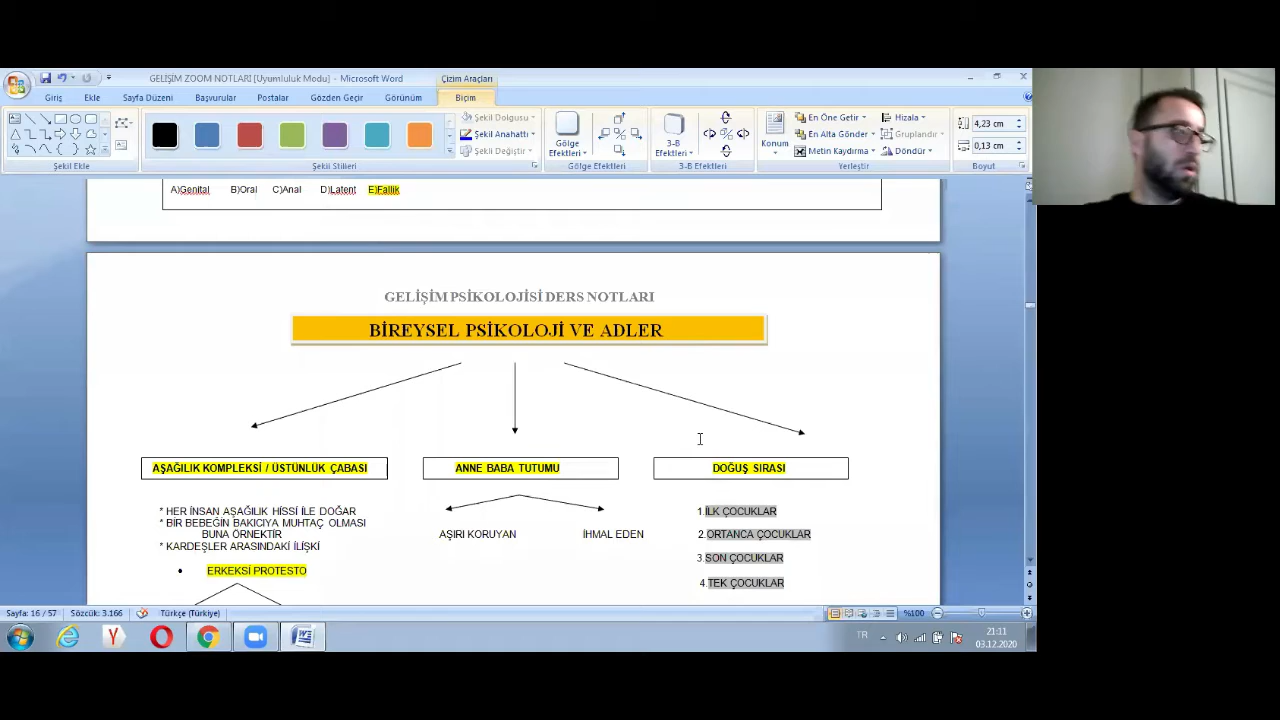 GELİŞİM ZOOM NOTLARI [Uyumluluk Modu] - Microsoft Word
Çizim Araçları
Giriş Ekle Sayfa Düzeni Başvurular Postalar Gözden Geçir Görünüm Biçim
Şekil Dolgusu
Şekil Anahattı
Şekil Değiştir
Gölge Efektleri
3-B Efektleri
Konum
En Öne Getir
En Alta Gönder
Metin Kaydırma
Hizala
Gruplandır
Döndür
4,23 cm
0,13 cm
Şekil Ekle Şekil Stilleri Gölge Efektleri 3-B Efektleri Yerleştir Boyut
A)Genital B)Oral C)Anal D)Latent E)Fallik
GELİŞİM PSİKOLOJİSİ DERS NOTLARI
BİREYSEL PSİKOLOJİ VE ADLER
AŞAĞILIK KOMPLEKSİ / ÜSTÜNLÜK ÇABASI
* HER İNSAN AŞAĞILIK HİSSİ İLE DOĞAR
* BİR BEBEĞİN BAKICIYA MUHTAÇ OLMASI
BUNA ÖRNEKTİR
* KARDEŞLER ARASINDAKİ İLİŞKİ
• ERKEKSİ PROTESTO
ANNE BABA TUTUMU
AŞIRI KORUYAN İHMAL EDEN
DOĞUŞ SIRASI
1.İLK ÇOCUKLAR
2.ORTANCA ÇOCUKLAR
3.SON ÇOCUKLAR
4.TEK ÇOCUKLAR
Sayfa: 16 / 57 Sözcük: 3.166 Türkçe (Türkiye) %100
TR 21:11
03.12.2020